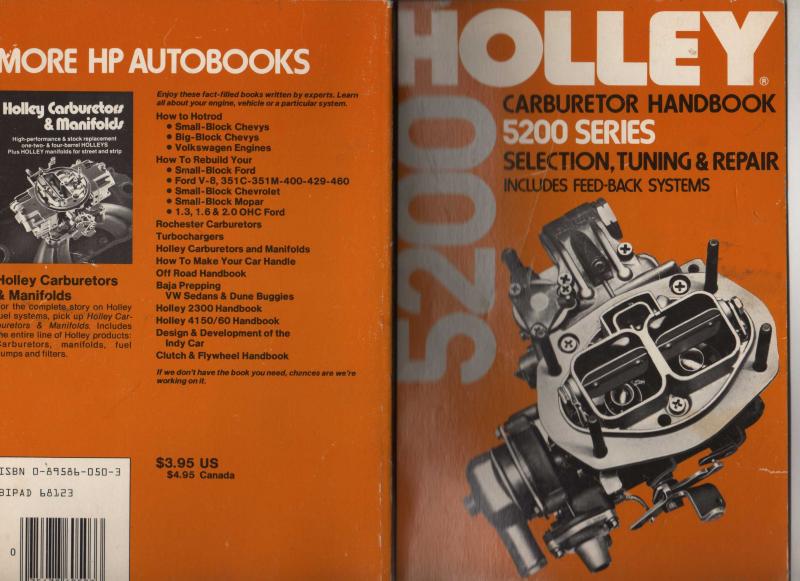 MORE HP AUTOBOOKS
Holley Carburetors
& Manifolds
High-performance & stock replacement
one-two- & four-barrel HOLLEYS
Plus HOLLEY manifolds for street and strip
Holley Carburetors
& Manifolds
For the complete story on Holley
fuel systems, pick up Holley Car-
buretors & Manifolds. Includes
the entire line of Holley products:
Carburetors, manifolds, fuel
pumps and filters.
ISBN 0-89586-050-3
BIPAD 68123
0
Enjoy these fact-filled books written by experts. Learn
all about your engine, vehicle or a particular system.
How to Hotrod
• Small-Block Chevys
• Big-Block Chevys
• Volkswagen Engines
How To Rebuild Your
• Small-Block Ford
• Ford V-8, 351C-351M-400-429-460
• Small-Block Chevrolet
• Small-Block Mopar
• 1.3, 1.6 & 2.0 OHC Ford
Rochester Carburetors
Turbochargers
Holley Carburetors and Manifolds
How To Make Your Car Handle
Off Road Handbook
Baja Prepping
VW Sedans & Dune Buggies
Holley 2300 Handbook
Holley 4150/60 Handbook
Design & Development of the
Indy Car
Clutch & Flywheel Handbook
If we don't have the book you need, chances are we're
working on it.
$3.95 US
$4.95 Canada
HOLLEY®
5200
CARBURETOR HANDBOOK
5200 SERIES
SELECTION, TUNING & REPAIR
INCLUDES FEED-BACK SYSTEMS